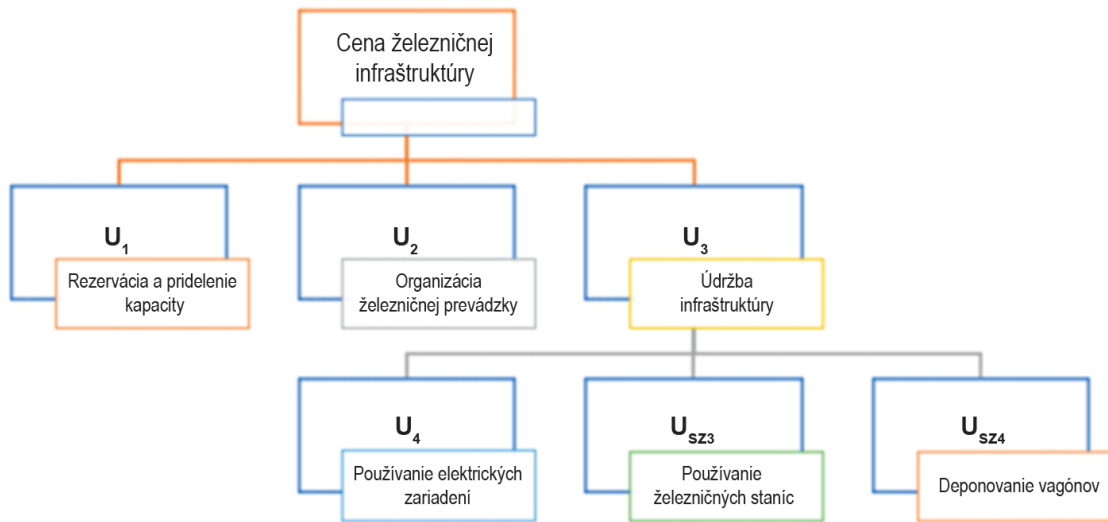 Cena železničnej
infraštruktúry
U₁
Rezervácia a pridelenie
kapacity
U₂
Organizácia
železničnej prevádzky
U₃
Údržba
infraštruktúry
U₄
Používanie elektrických
zariadení
Usz₃
Používanie
železničných staníc
Usz₄
Deponovanie vagónov